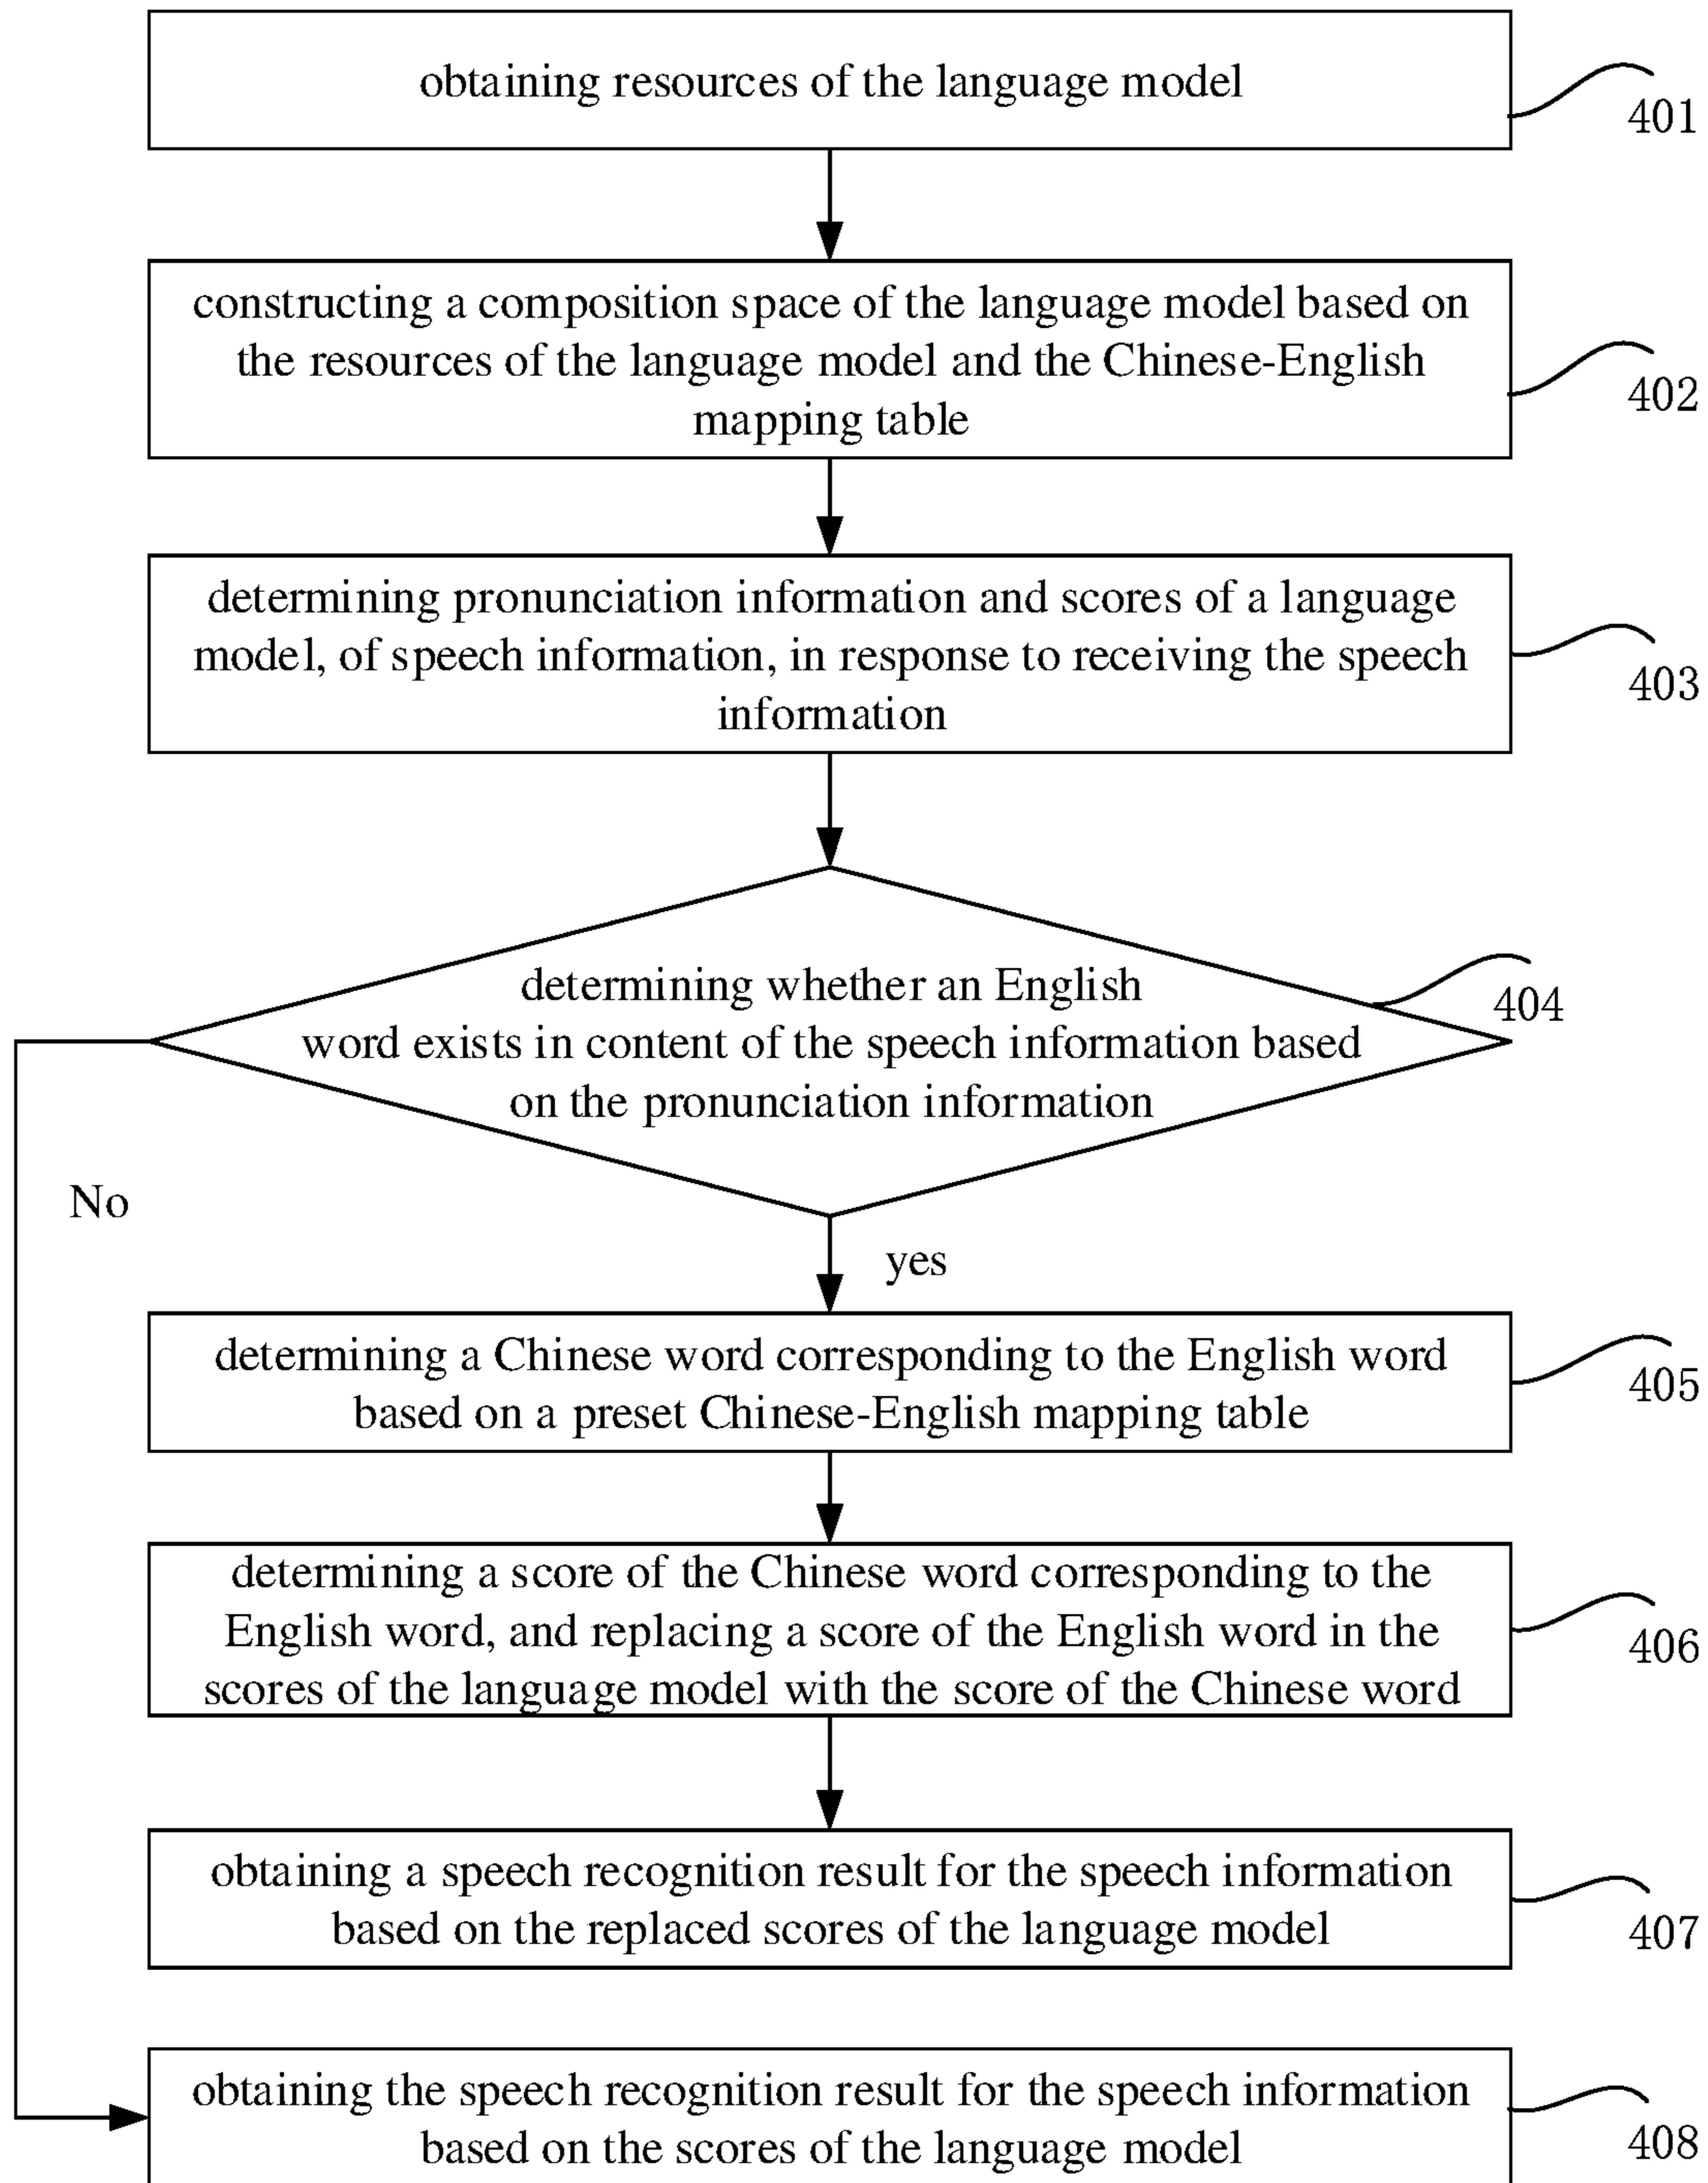 obtaining resources of the language model
401
constructing a composition space of the language model based on
the resources of the language model and the Chinese-English
mapping table
402
determining pronunciation information and scores of a language
model, of speech information, in response to receiving the speech
information
403
determining whether an English
word exists in content of the speech information based
on the pronunciation information
404
No
yes
determining a Chinese word corresponding to the English word
based on a preset Chinese-English mapping table
405
determining a score of the Chinese word corresponding to the
English word, and replacing a score of the English word in the
scores of the language model with the score of the Chinese word
406
obtaining a speech recognition result for the speech information
based on the replaced scores of the language model
407
obtaining the speech recognition result for the speech information
based on the scores of the language model
408